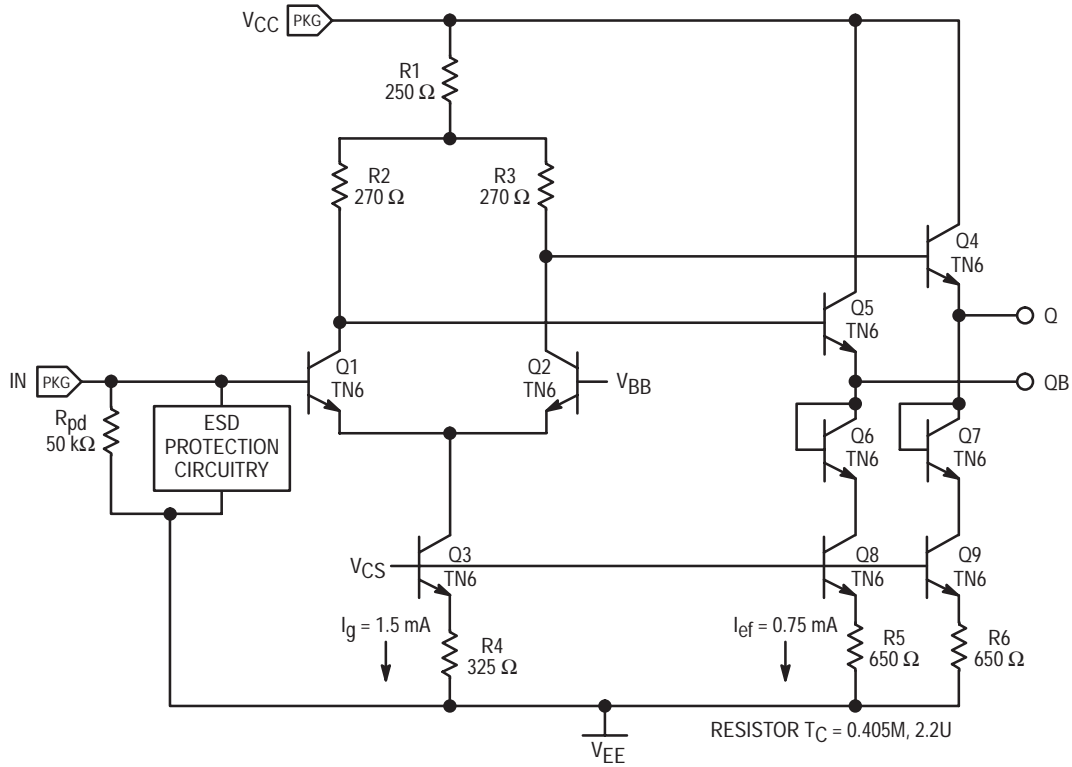 VCC PKG
R1
250 Ω
R2
270 Ω
R3
270 Ω
Q4
TN6
Q5
TN6
Q
IN PKG
Q1
TN6
Q2
TN6
VBB
QB
Rpd
50 kΩ
ESD
PROTECTION
CIRCUITRY
Q6
TN6
Q7
TN6
VCS
Q3
TN6
Q8
TN6
Q9
TN6
Ig = 1.5 mA
R4
325 Ω
Ief = 0.75 mA
R5
650 Ω
R6
650 Ω
RESISTOR TC = 0.405M, 2.2U
VEE